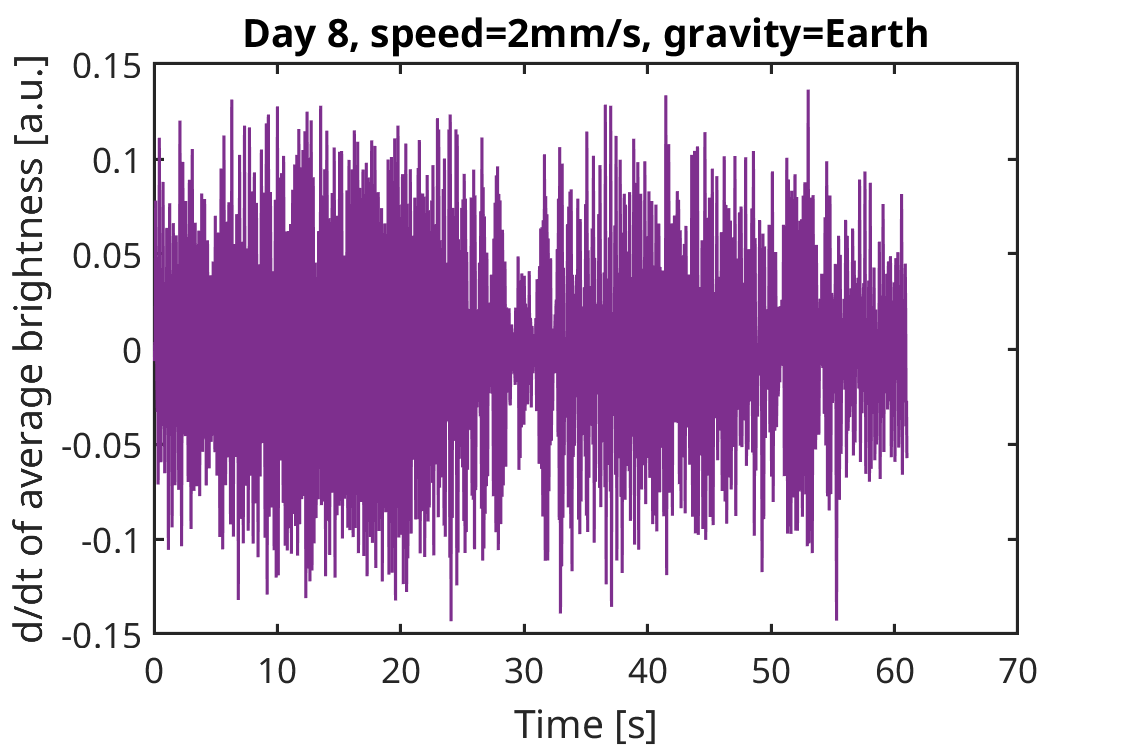 Day 8, speed=2mm/s, gravity=Earth
d/dt of average brightness [a.u.]
0.15
0.1
0.05
0
-0.05
-0.1
-0.15
0 10 20 30 40 50 60 70
Time [s]